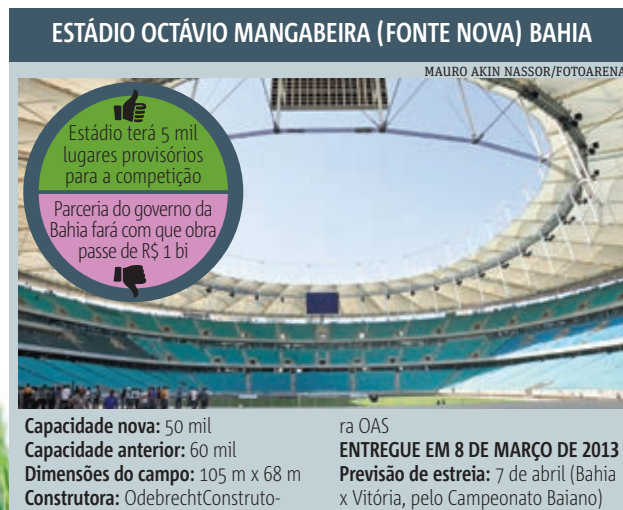 ESTÁDIO OCTÁVIO MANGABEIRA (FONTE NOVA) BAHIA
MAURO AKIN NASSOR/FOTOARENA
Estádio terá 5 mil
lugares provisórios
para a competição
Parceria do governo da
Bahia fará com que obra
passe de R$ 1 bi
Capacidade nova: 50 mil
Capacidade anterior: 60 mil
Dimensões do campo: 105 m x 68 m
Construtora: OdebrechtConstruto-
ra OAS
ENTREGUE EM 8 DE MARÇO DE 2013
Previsão de estreia: 7 de abril (Bahia
x Vitória, pelo Campeonato Baiano)